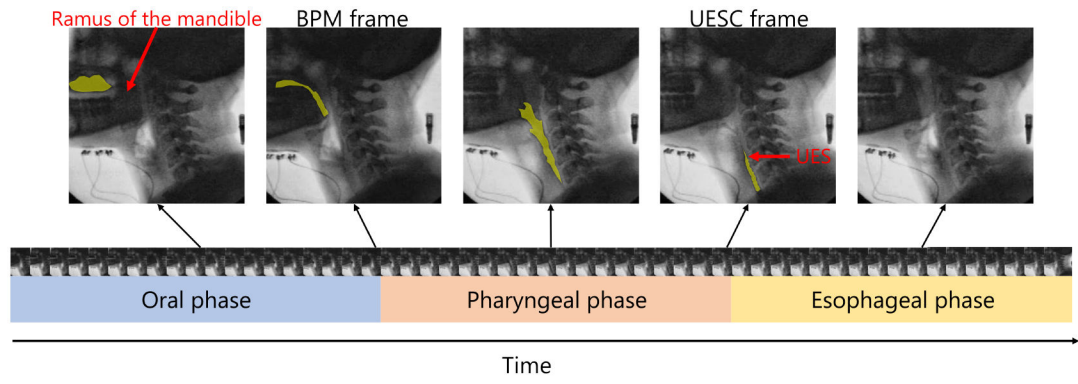 Ramus of the mandible
BPM frame
UESC frame
UES
Oral phase
Pharyngeal phase
Esophageal phase
Time